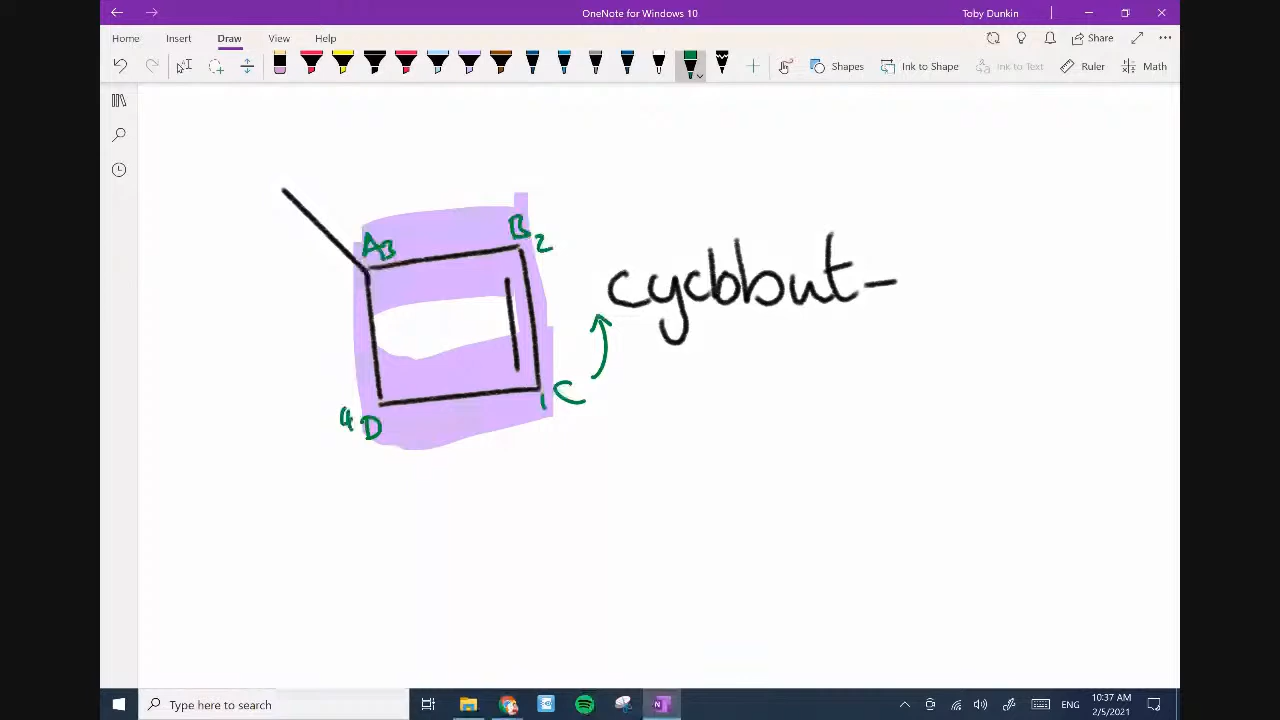 OneNote for Windows 10
Toby Dunkin
Home Insert Draw View Help
Share
Shapes Ink to Shape Ink to Text Ruler Math
A3 B2
cyclobut-
4D 1C
Type here to search
ENG
10:37 AM
2/5/2021